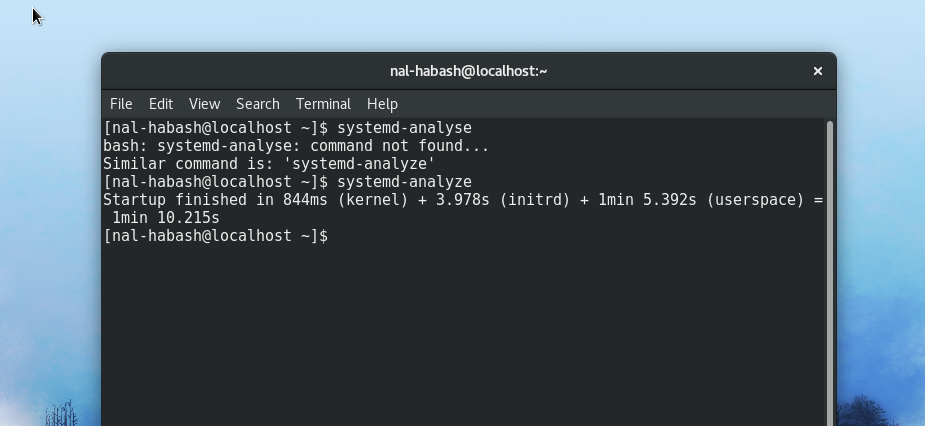 nal-habash@localhost:~ ×
File Edit View Search Terminal Help
[nal-habash@localhost ~]$ systemd-analyse
bash: systemd-analyse: command not found...
Similar command is: 'systemd-analyze'
[nal-habash@localhost ~]$ systemd-analyze
Startup finished in 844ms (kernel) + 3.978s (initrd) + 1min 5.392s (userspace) =
 1min 10.215s
[nal-habash@localhost ~]$